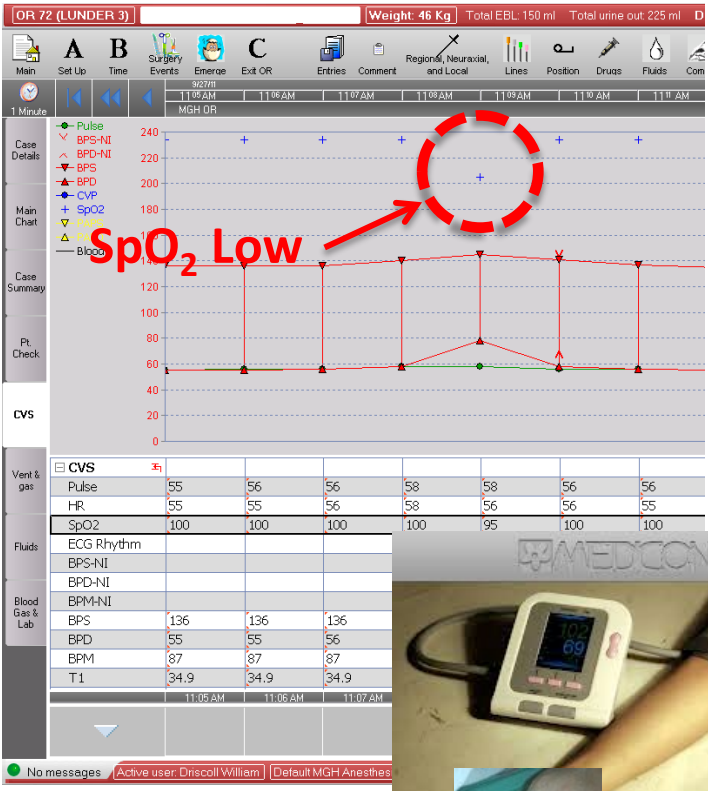 OR 72 (LUNDER 3) _ Weight: 46 Kg Total EBL: 150 ml Total urine out: 225 ml D
A B C
Main Set Up Time Surgery Events Emerge Exit OR Entries Comment Regional, Neuraxial, and Local Lines Position Drugs Fluids Com
9/27/11
1 Minute 11 05 AM 11 06 AM 11 07 AM 11 08 AM 11 09 AM 11 10 AM 11 11 AM
MGH OR
Case Details
Main Chart
Case Summary
Pt. Check
CVS
Vent & gas
Fluids
Blood Gas & Lab
Pulse
BPS-NI
BPD-NI
BPS
BPD
CVP
SpO2
Blood
240
220
200
180
140
120
100
80
60
40
20
0
SpO2 Low
CVS
Pulse 55 56 56 58 58 56 56
HR 55 55 56 58 56 56 55
SpO2 100 100 100 100 95 100 100
ECG Rhythm
BPS-NI
BPD-NI
BPM-NI
BPS 136 136 136
BPD 55 55 56
BPM 87 87 87
T1 34.9 34.9 34.9
11:05 AM 11:06 AM 11:07 AM
MEDICON
102
69
No messages Active user: Driscoll William Default MGH Anesthes